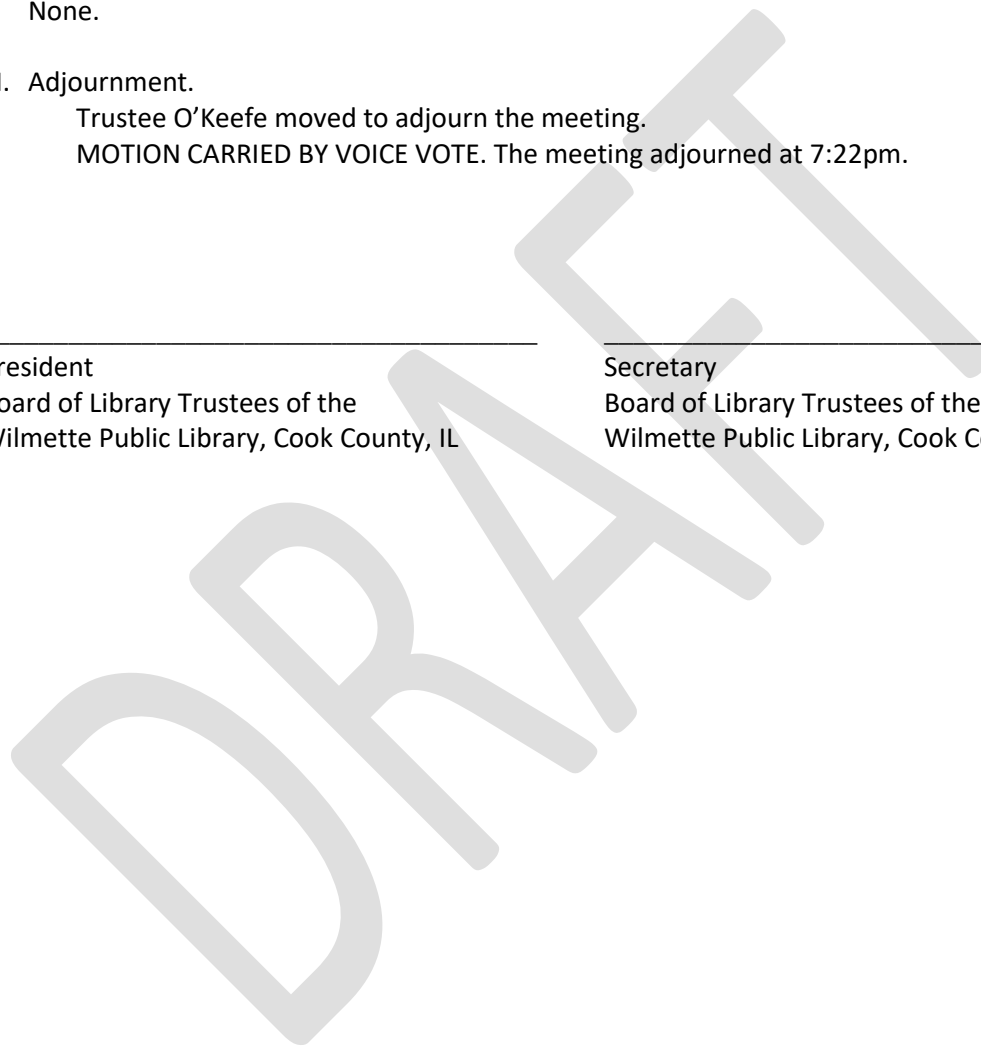 None.
. Adjournment.
Trustee O’Keefe moved to adjourn the meeting.
MOTION CARRIED BY VOICE VOTE. The meeting adjourned at 7:22pm.
resident Secretary
oard of Library Trustees of the Board of Library Trustees of the
ilmette Public Library, Cook County, IL Wilmette Public Library, Cook
DRAFT